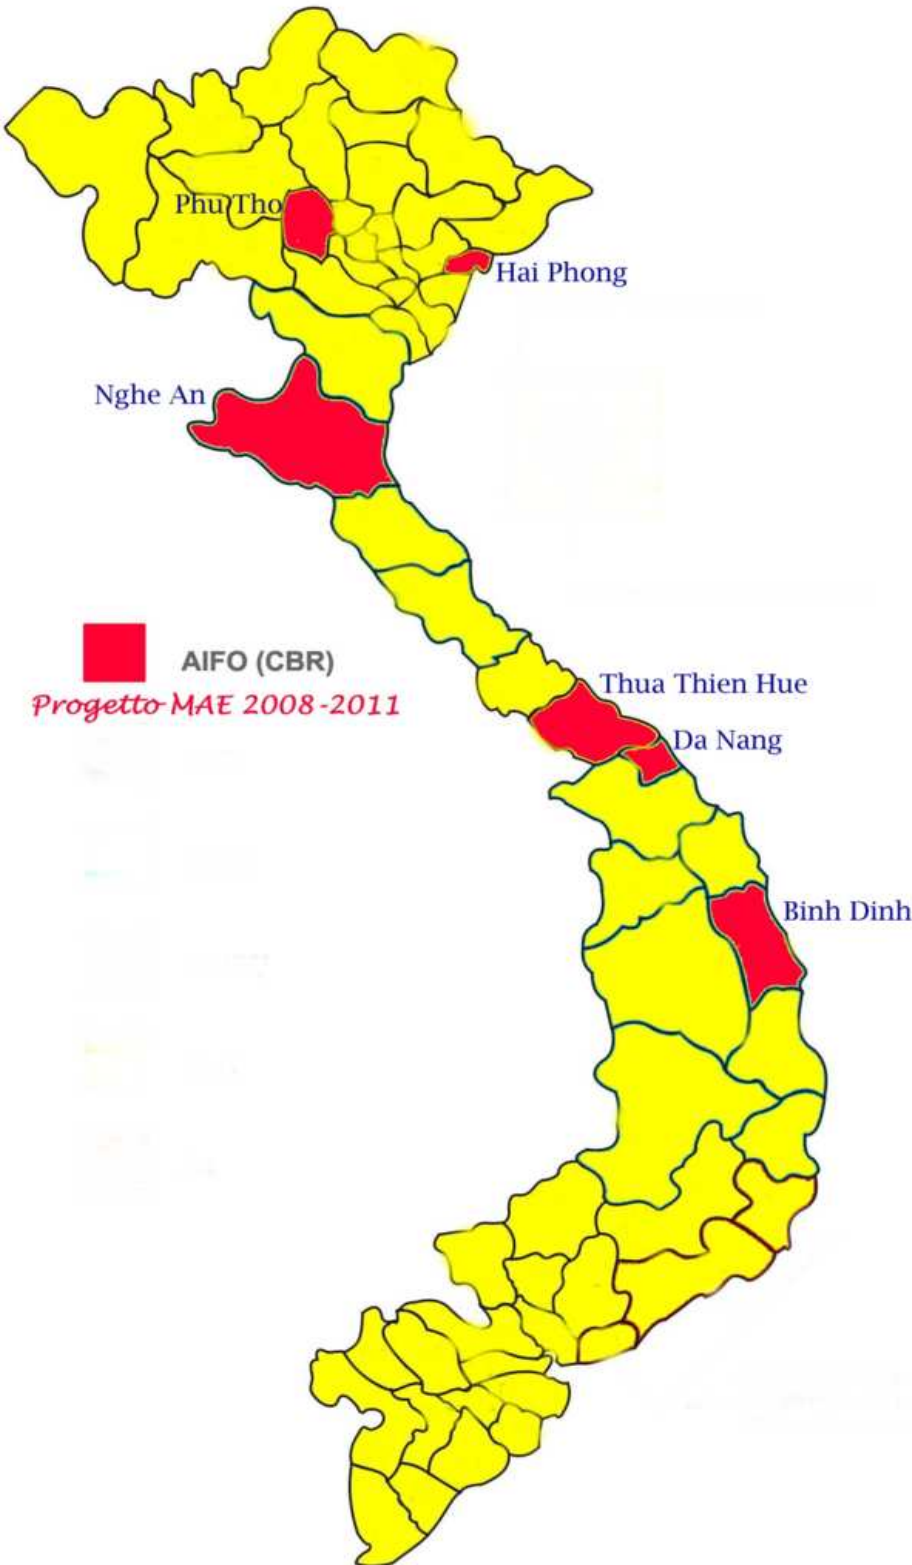 Phu Tho
Hai Phong
Nghe An
AIFO (CBR)
Progetto MAE 2008-2011
Thua Thien Hue
Da Nang
Binh Dinh